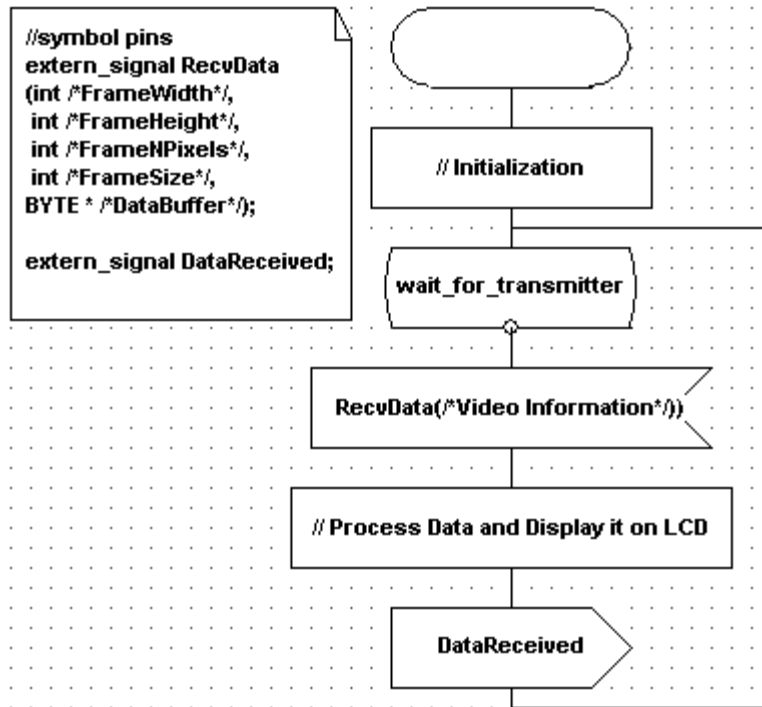 //symbol pins
extern_signal RecvData
(int /*FrameWidth*/,
int /*FrameHeight*/,
int /*FrameNPixels*/,
int /*FrameSize*/,
BYTE * /*DataBuffer*/);
extern_signal DataReceived;
// Initialization
wait_for_transmitter
RecvData(/*Video Information*/))
// Process Data and Display it on LCD
DataReceived